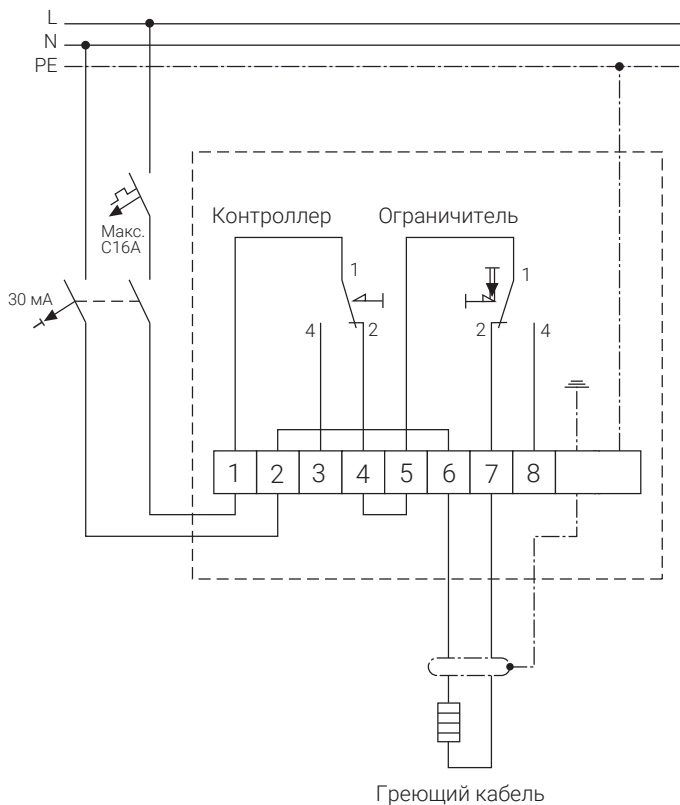 L
N
PE
Контроллер Ограничитель
Макс.
C16A
30 мА
1 1
4 2 2 4
1 2 3 4 5 6 7 8
Греющий кабель